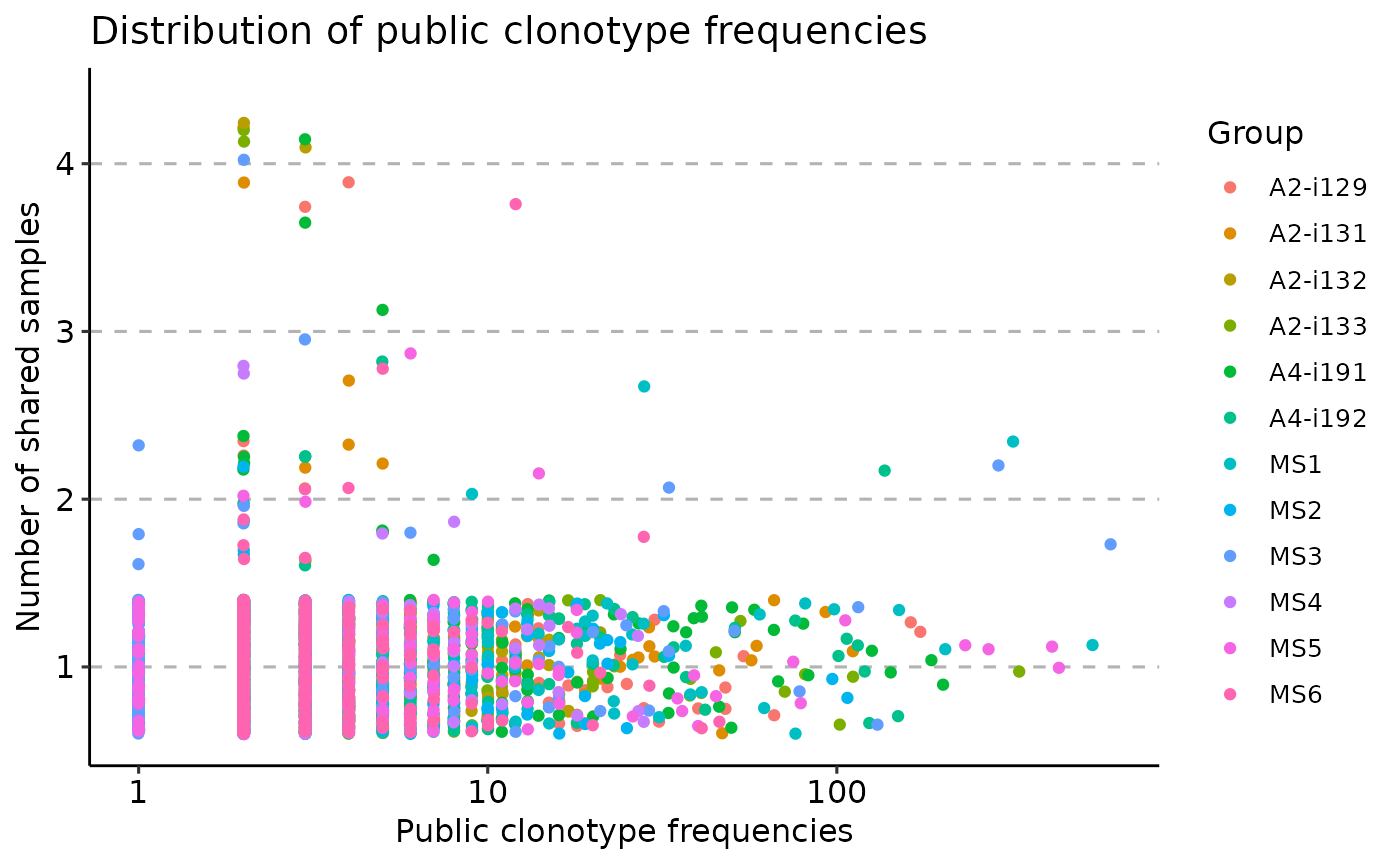 Distribution of public clonotype frequencies
Number of shared samples
4
3
2
1
1
10
100
Public clonotype frequencies
Group
A2-i129
A2-i131
A2-i132
A2-i133
A4-i191
A4-i192
MS1
MS2
MS3
MS4
MS5
MS6